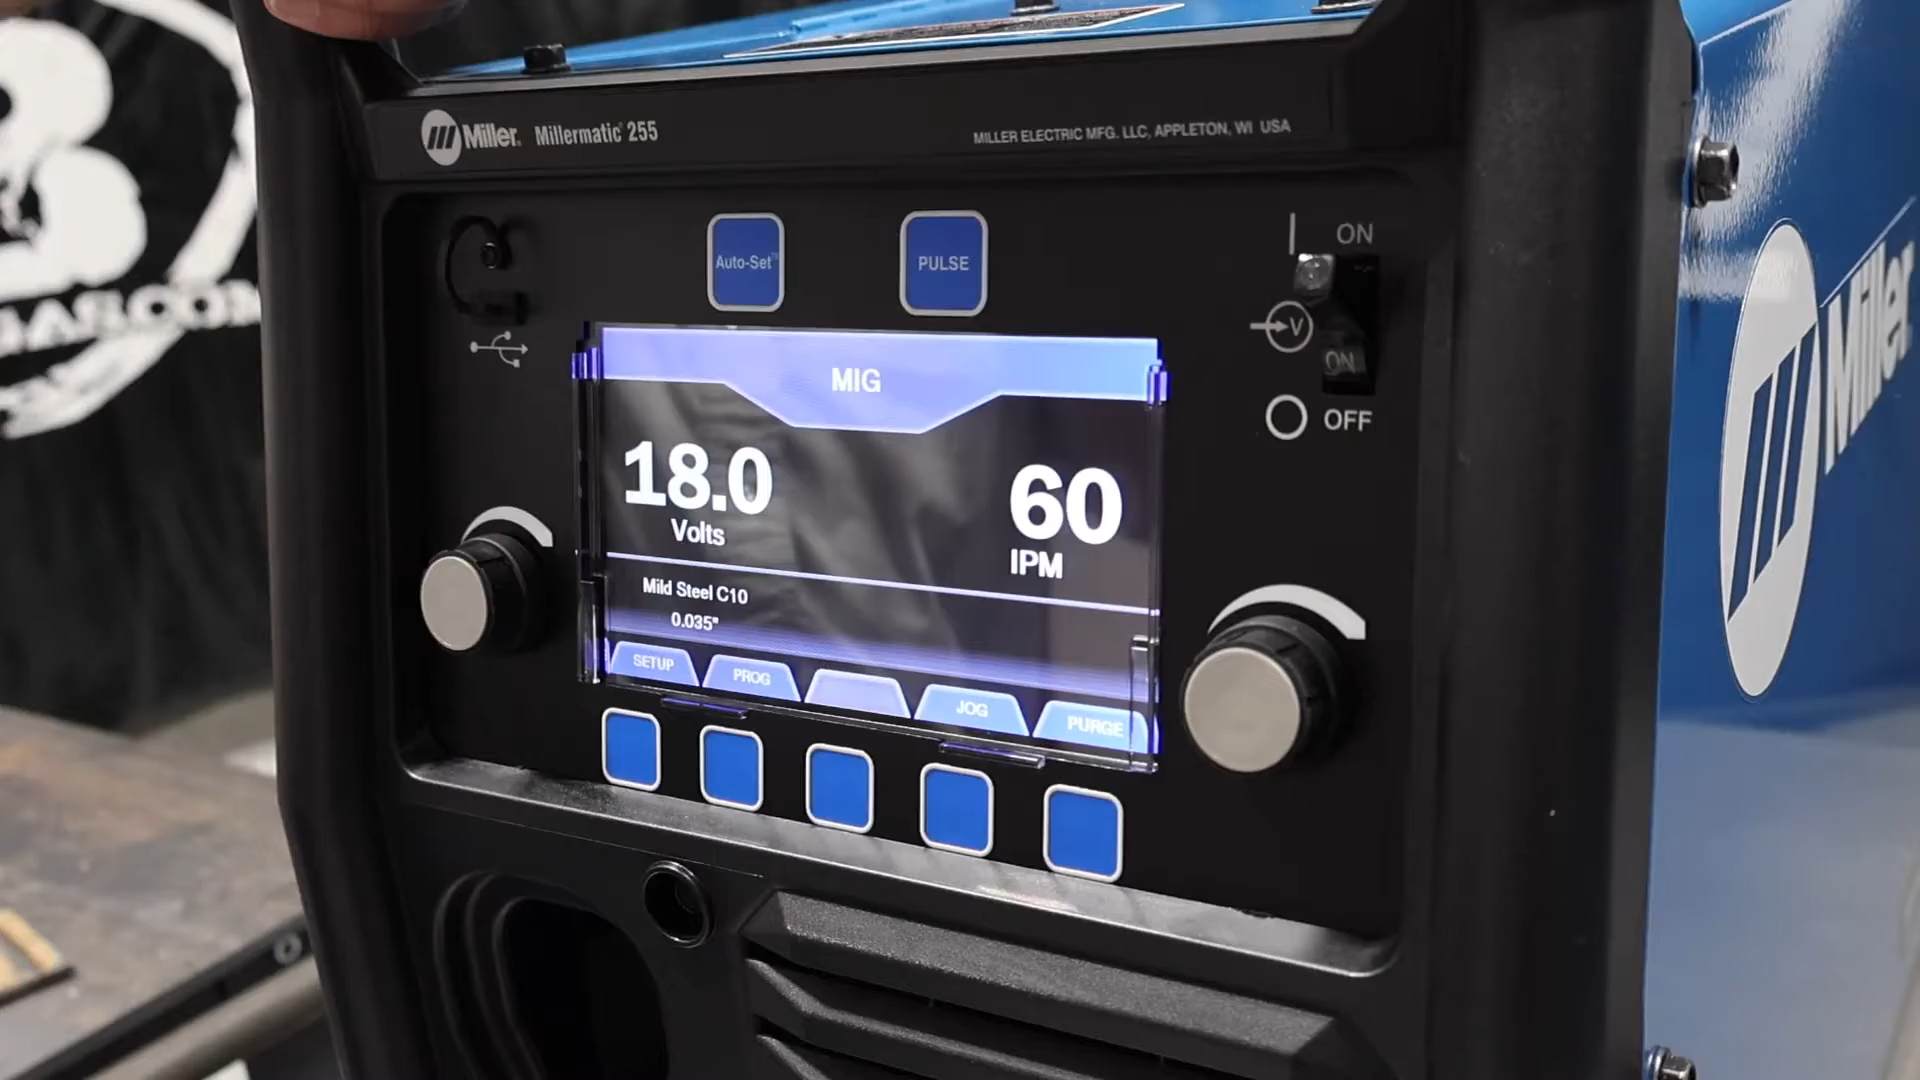 Miller. Millermatic® 255
MILLER ELECTRIC MFG. LLC, APPLETON, WI USA
Auto-Set™
PULSE
ON
V
ON
OFF
MIG
18.0
Volts
60
IPM
Mild Steel C10
0.035"
SETUP
PROG
JOG
PURGE
Miller